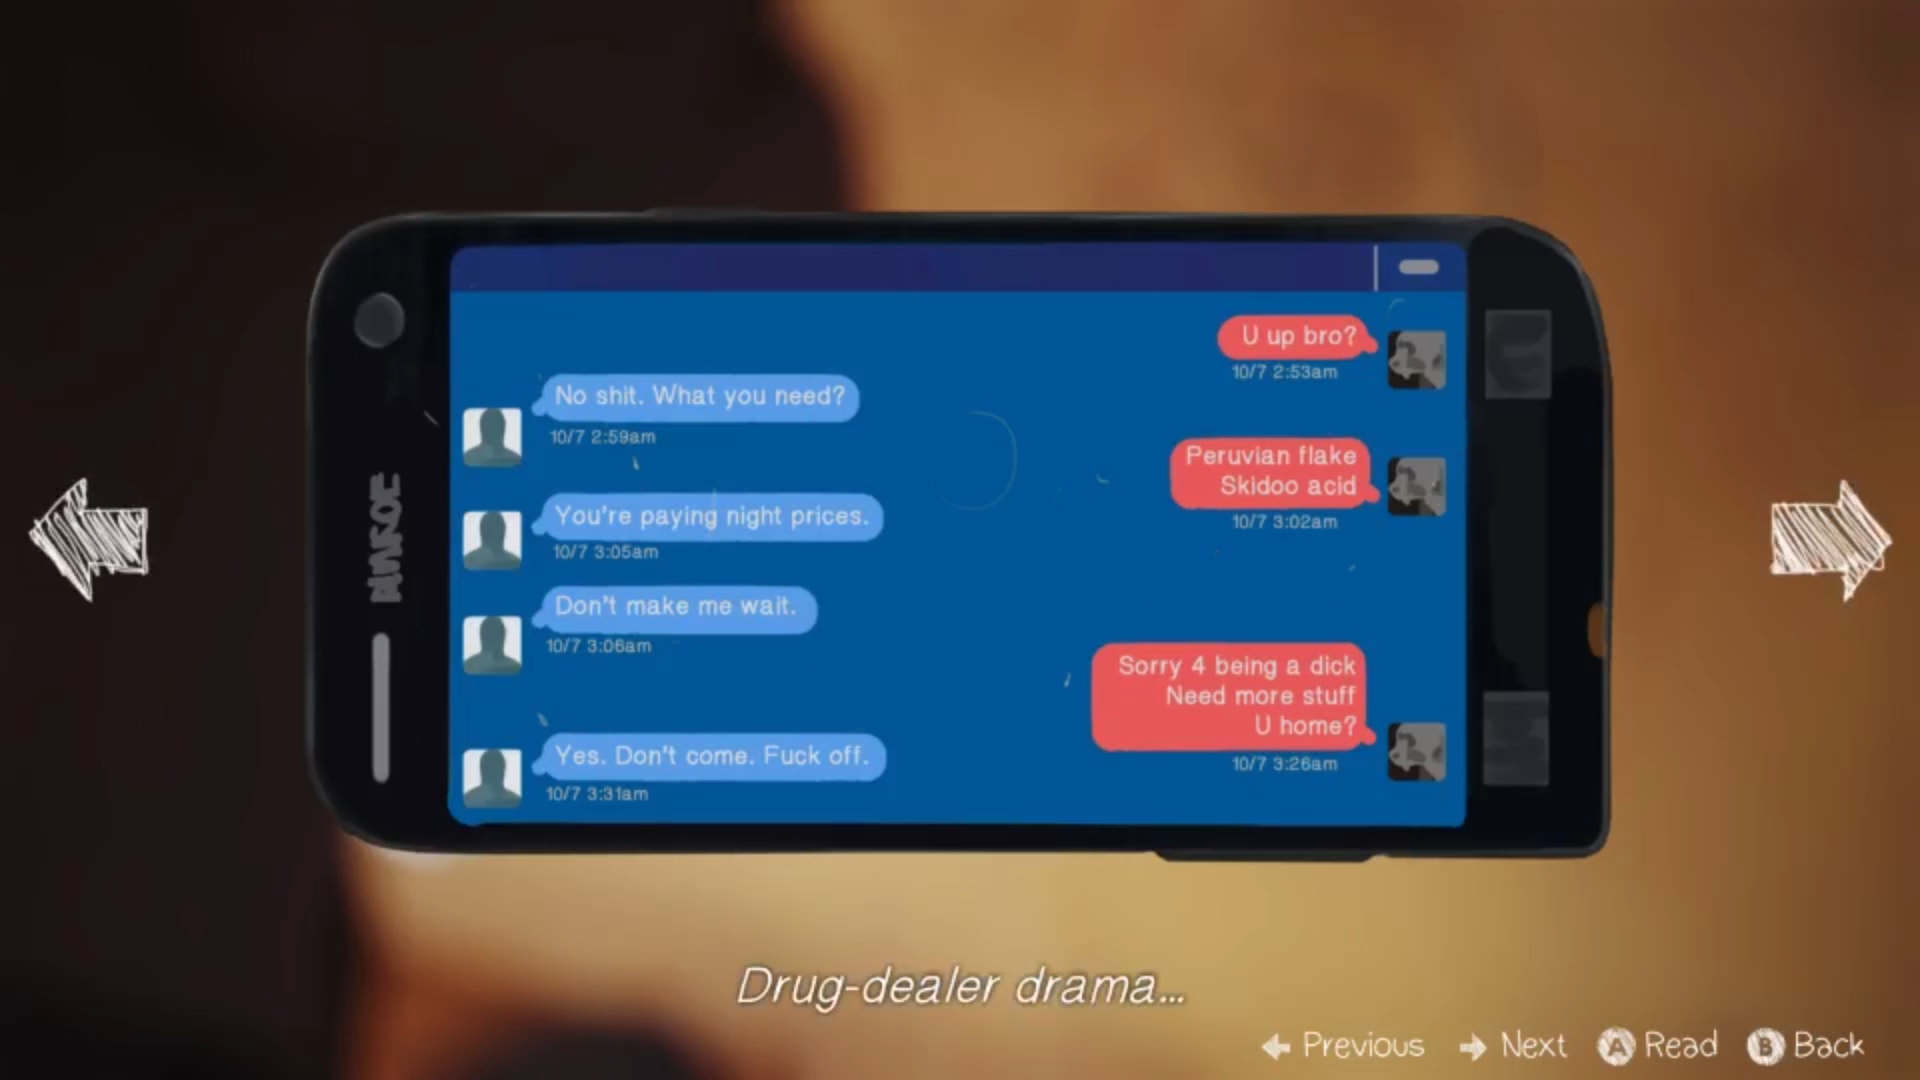 U up bro?
10/7 2:53am
No shit. What you need?
10/7 2:59am
Peruvian flake
Skidoo acid
10/7 3:02am
You're paying night prices.
10/7 3:05am
Don't make me wait.
10/7 3:06am
Sorry 4 being a dick
Need more stuff
U home?
10/7 3:26am
Yes. Don't come. Fuck off.
10/7 3:31am
Drug-dealer drama...
Previous Next A Read B Back